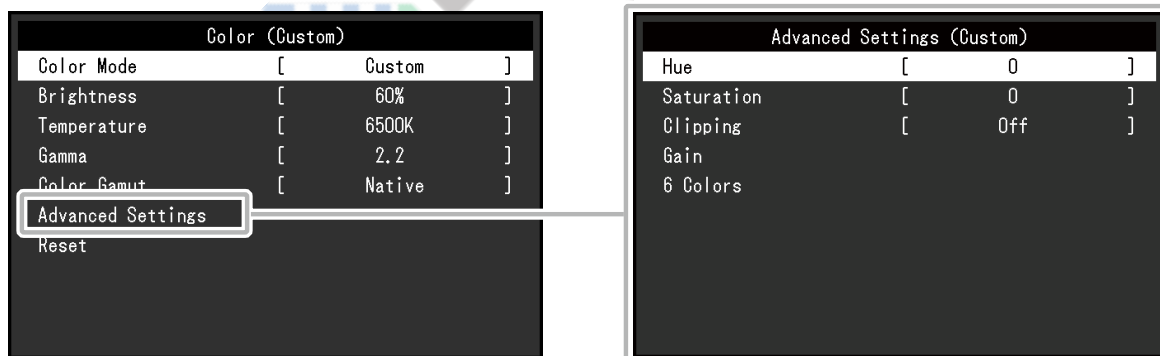 Color (Custom)
Color Mode [ Custom ]
Brightness [ 60% ]
Temperature [ 6500K ]
Gamma [ 2.2 ]
Color Gamut [ Native ]
Advanced Settings
Reset
Advanced Settings (Custom)
Hue [ 0 ]
Saturation [ 0 ]
Clipping [ Off ]
Gain
6 Colors